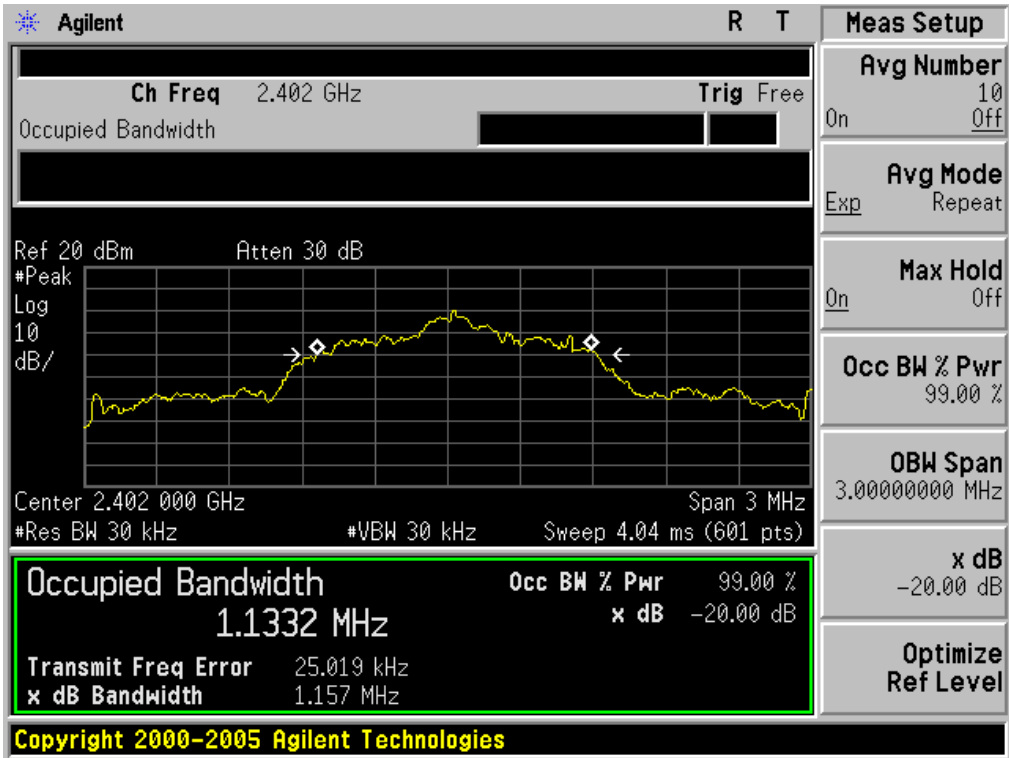 Agilent R T
Ch Freq 2.402 GHz Trig Free
Occupied Bandwidth
Ref 20 dBm Atten 30 dB
#Peak
Log
10
dB/
Center 2.402 000 GHz Span 3 MHz
#Res BW 30 kHz #VBW 30 kHz Sweep 4.04 ms (601 pts)
Occupied Bandwidth Occ BW % Pwr 99.00 %
1.1332 MHz x dB -20.00 dB
Transmit Freq Error 25.019 kHz
x dB Bandwidth 1.157 MHz
Copyright 2000-2005 Agilent Technologies
Meas Setup
Avg Number
10
On Off
Avg Mode
Exp Repeat
Max Hold
On Off
Occ BW % Pwr
99.00 %
OBW Span
3.00000000 MHz
x dB
-20.00 dB
Optimize
Ref Level